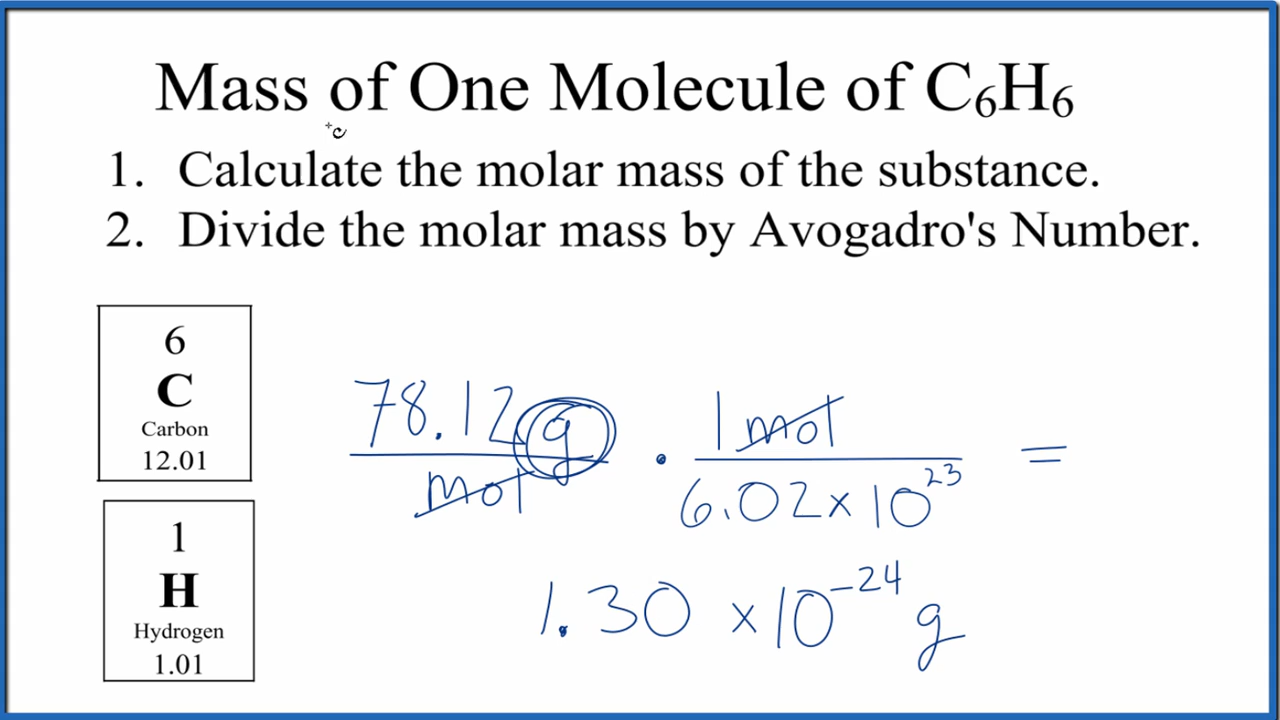 Mass of One Molecule of C₆H₆
1. Calculate the molar mass of the substance.
2. Divide the molar mass by Avogadro's Number.
6
C
Carbon
12.01
1
H
Hydrogen
1.01
78.12 g / mol · 1 mol / 6.02 x 10²³ =
1.30 x 10⁻²⁴ g